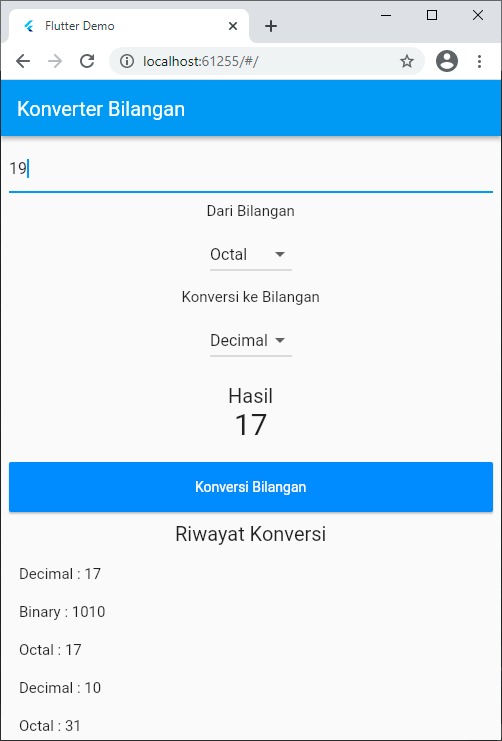 Flutter Demo
localhost:61255/#/
Konverter Bilangan
19
Dari Bilangan
Octal
Konversi ke Bilangan
Decimal
Hasil
17
Konversi Bilangan
Riwayat Konversi
Decimal : 17
Binary : 1010
Octal : 17
Decimal : 10
Octal : 31